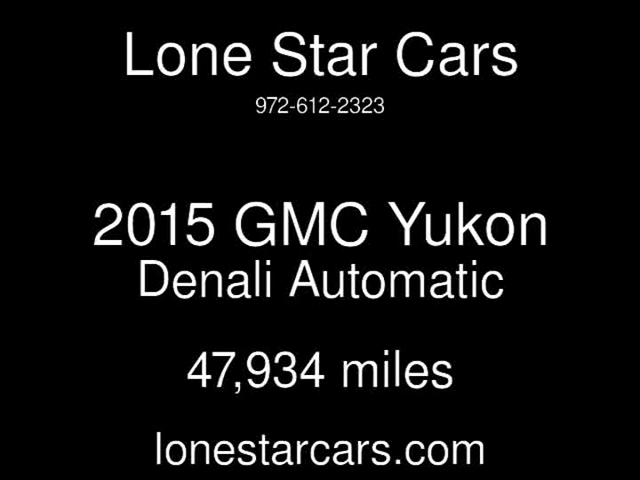 Lone Star Cars
972-612-2323
2015 GMC Yukon
Denali Automatic
47,934 miles
lonestarcars.com